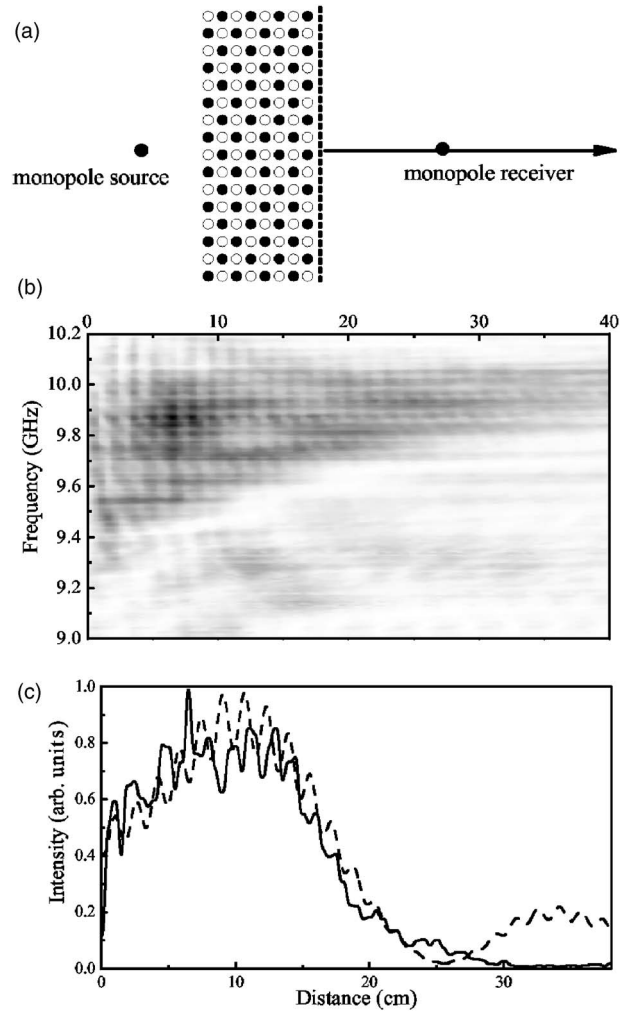 (a)
monopole source
monopole receiver
(b)
0 10 20 30 40
10.2
10.0
9.8
9.6
9.4
9.2
9.0
Frequency (GHz)
(c)
1.0
0.8
0.6
0.4
0.2
0.0
Intensity (arb. units)
0 10 20 30
Distance (cm)